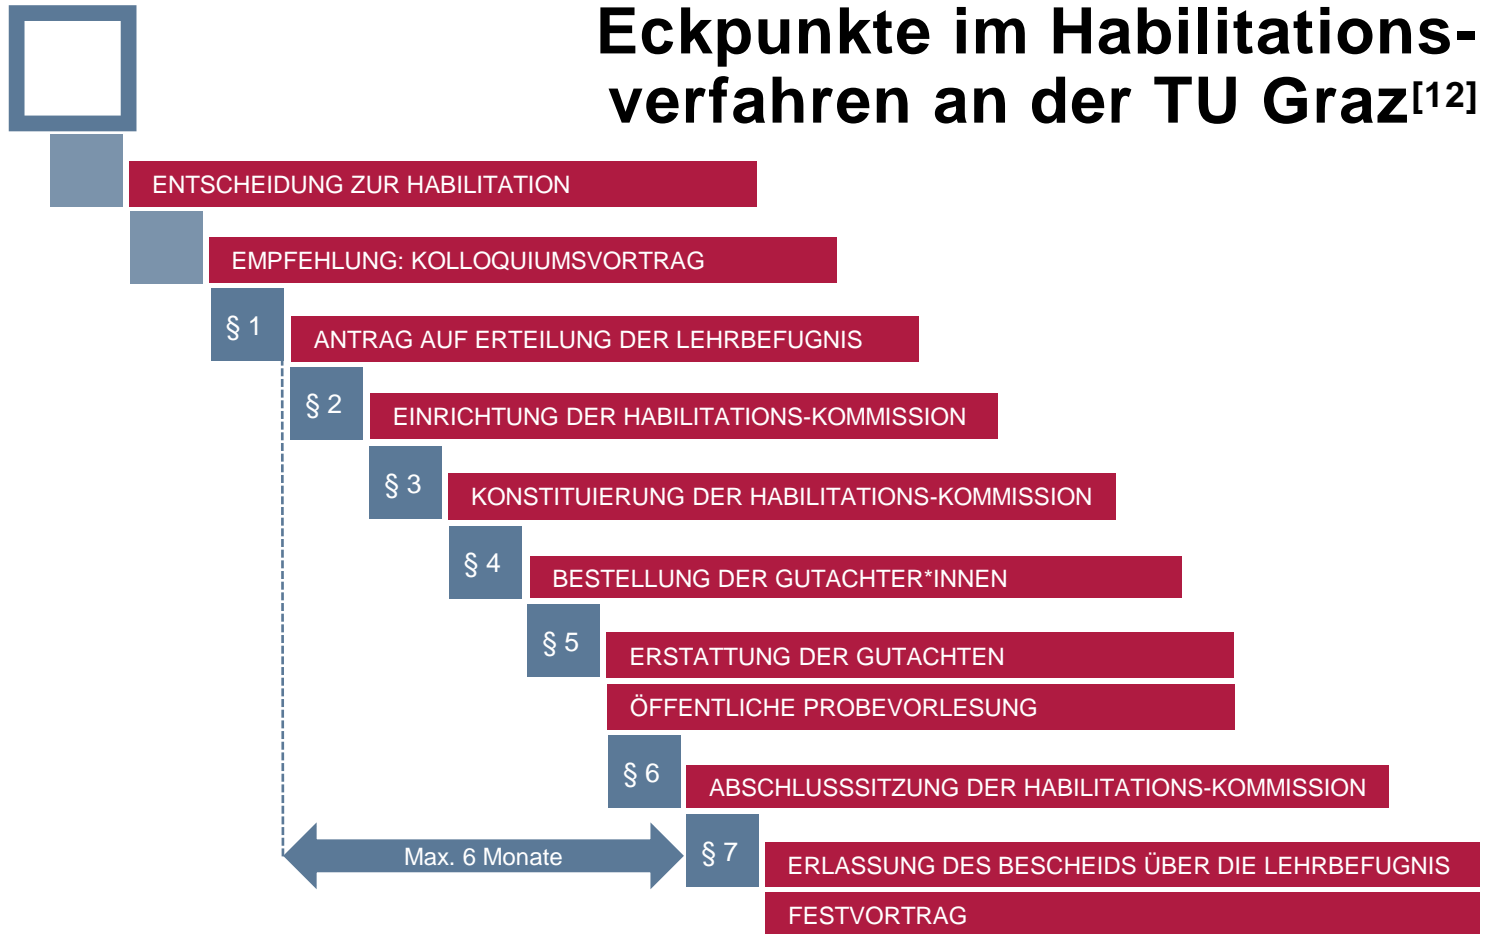 Eckpunkte im Habilitations-
verfahren an der TU Graz[12]
ENTSCHEIDUNG ZUR HABILITATION
EMPFEHLUNG: KOLLOQUIUMSVORTRAG
§ 1
ANTRAG AUF ERTEILUNG DER LEHRBEFUGNIS
§ 2
EINRICHTUNG DER HABILITATIONS-KOMMISSION
§ 3
KONSTITUIERUNG DER HABILITATIONS-KOMMISSION
§ 4
BESTELLUNG DER GUTACHTER*INNEN
§ 5
ERSTATTUNG DER GUTACHTEN
ÖFFENTLICHE PROBEVORLESUNG
§ 6
ABSCHLUSSSITZUNG DER HABILITATIONS-KOMMISSION
Max. 6 Monate
§ 7
ERLASSUNG DES BESCHEIDS ÜBER DIE LEHRBEFUGNIS
FESTVORTRAG